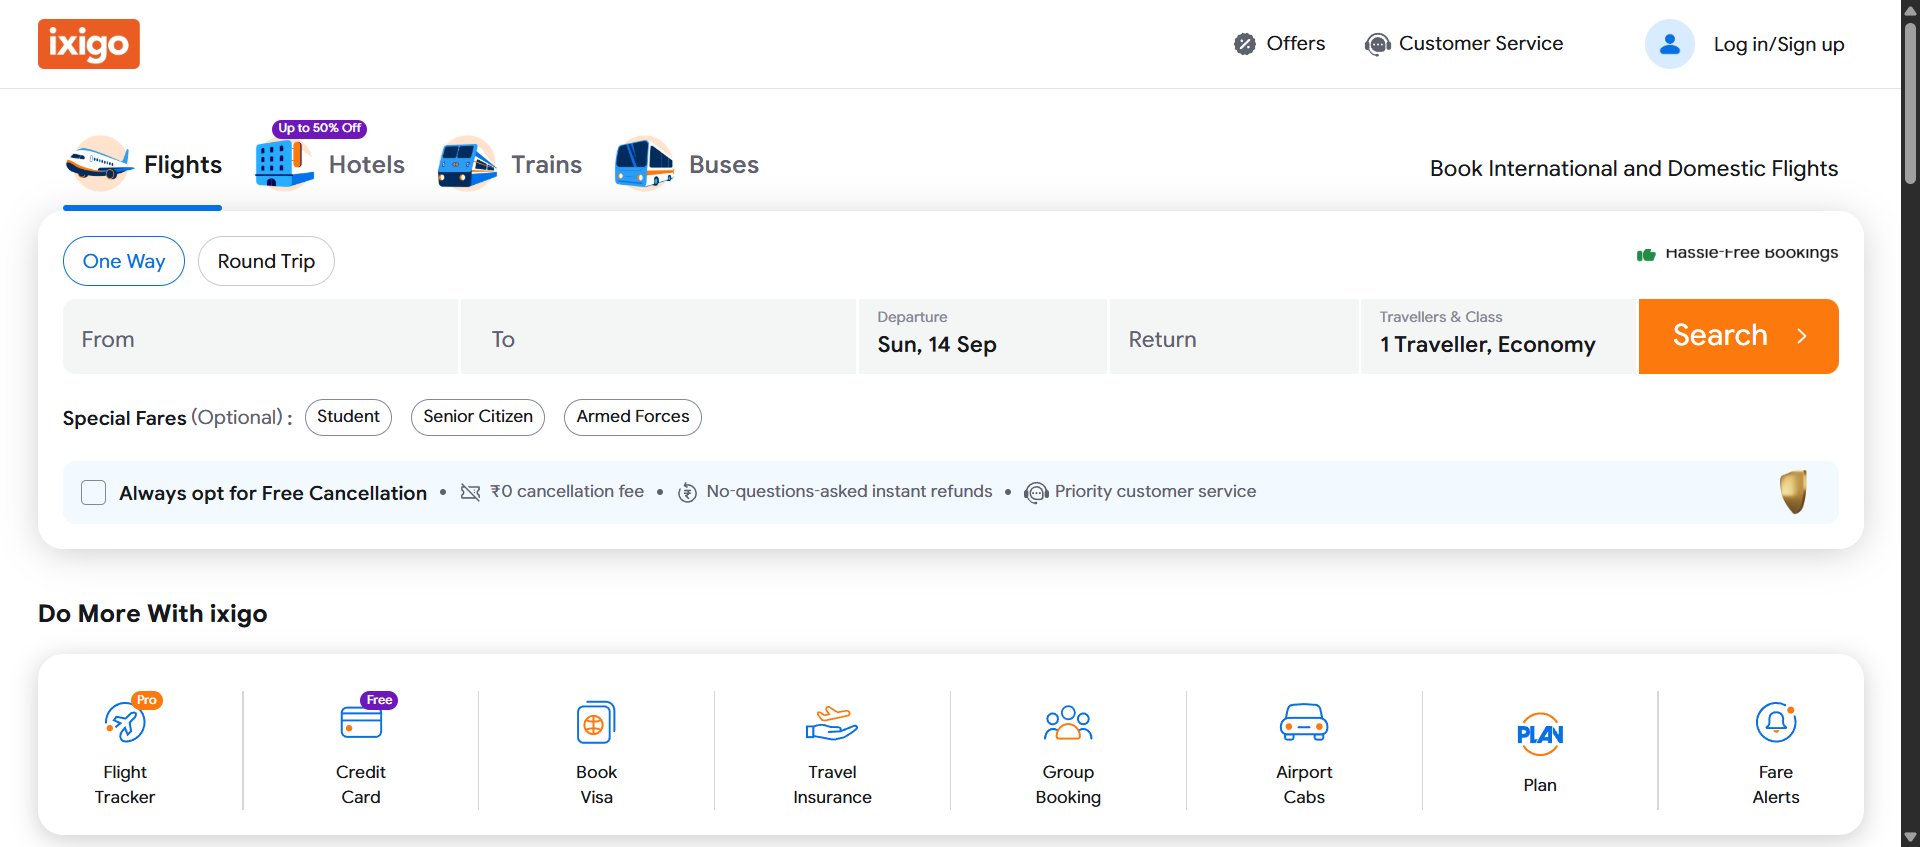 ixigo
Offers
Customer Service
Log in/Sign up
Up to 50% Off
Flights
Hotels
Trains
Buses
Book International and Domestic Flights
One Way
Round Trip
Hassle-Free Bookings
From
To
Departure
Sun, 14 Sep
Return
Travellers & Class
1 Traveller, Economy
Search
Special Fares (Optional) :
Student
Senior Citizen
Armed Forces
Always opt for Free Cancellation • ₹0 cancellation fee • No-questions-asked instant refunds • Priority customer service
Do More With ixigo
Pro
Flight
Tracker
Free
Credit
Card
Book
Visa
Travel
Insurance
Group
Booking
Airport
Cabs
PLAN
Plan
Fare
Alerts